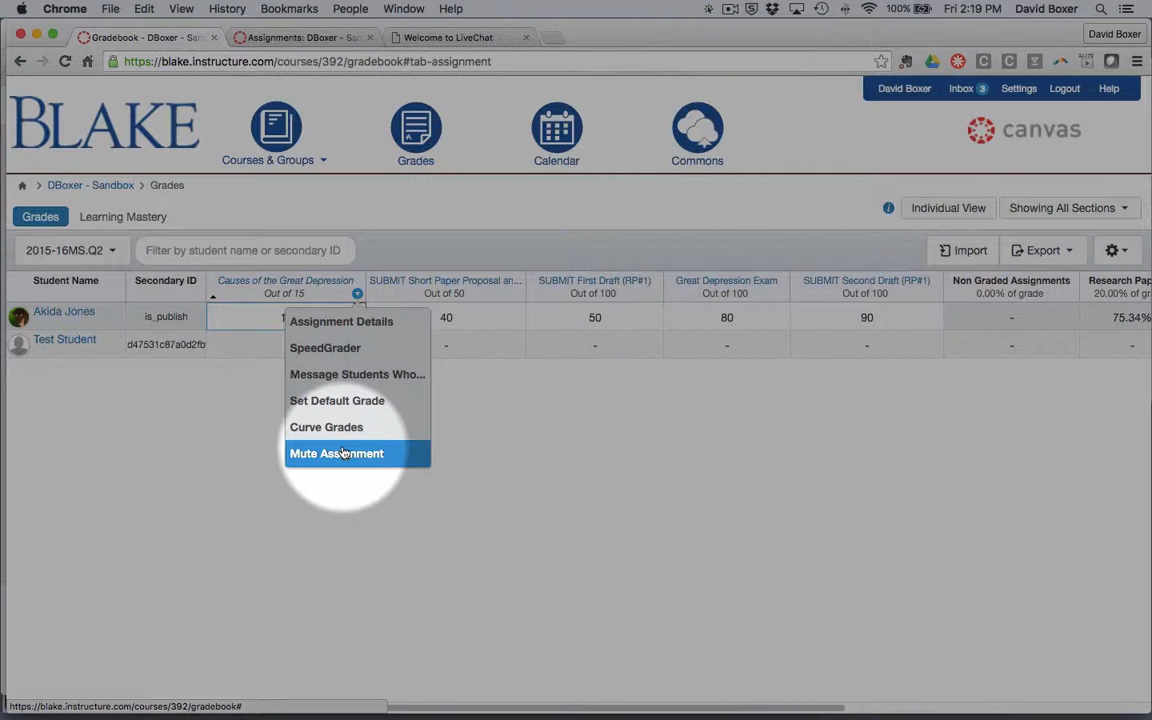 Chrome File Edit View History Bookmarks People Window Help 100% Fri 2:19 PM David Boxer
Gradebook - DBoxer - Sand × Assignments: DBoxer - San × Welcome to LiveChat × David Boxer
https://blake.instructure.com/courses/392/gradebook#tab-assignment
David Boxer Inbox 3 Settings Logout Help
BLAKE
Courses & Groups Grades Calendar Commons
canvas
DBoxer - Sandbox > Grades
Grades Learning Mastery
Individual View Showing All Sections
2015-16MS.Q2 Filter by student name or secondary ID Import Export
Student Name Secondary ID Causes of the Great Depression SUBMIT Short Paper Proposal an... SUBMIT First Draft (RP#1) Great Depression Exam SUBMIT Second Draft (RP#1) Non Graded Assignments Research Pap
Out of 15 Out of 50 Out of 100 Out of 100 Out of 100 0.00% of grade 20.00% of grade
Akida Jones is_publish 40 50 80 90 - 75.34%
Test Student d47531c87a0d2fb - - - - - -
Assignment Details
SpeedGrader
Message Students Who...
Set Default Grade
Curve Grades
Mute Assignment
https://blake.instructure.com/courses/392/gradebook#